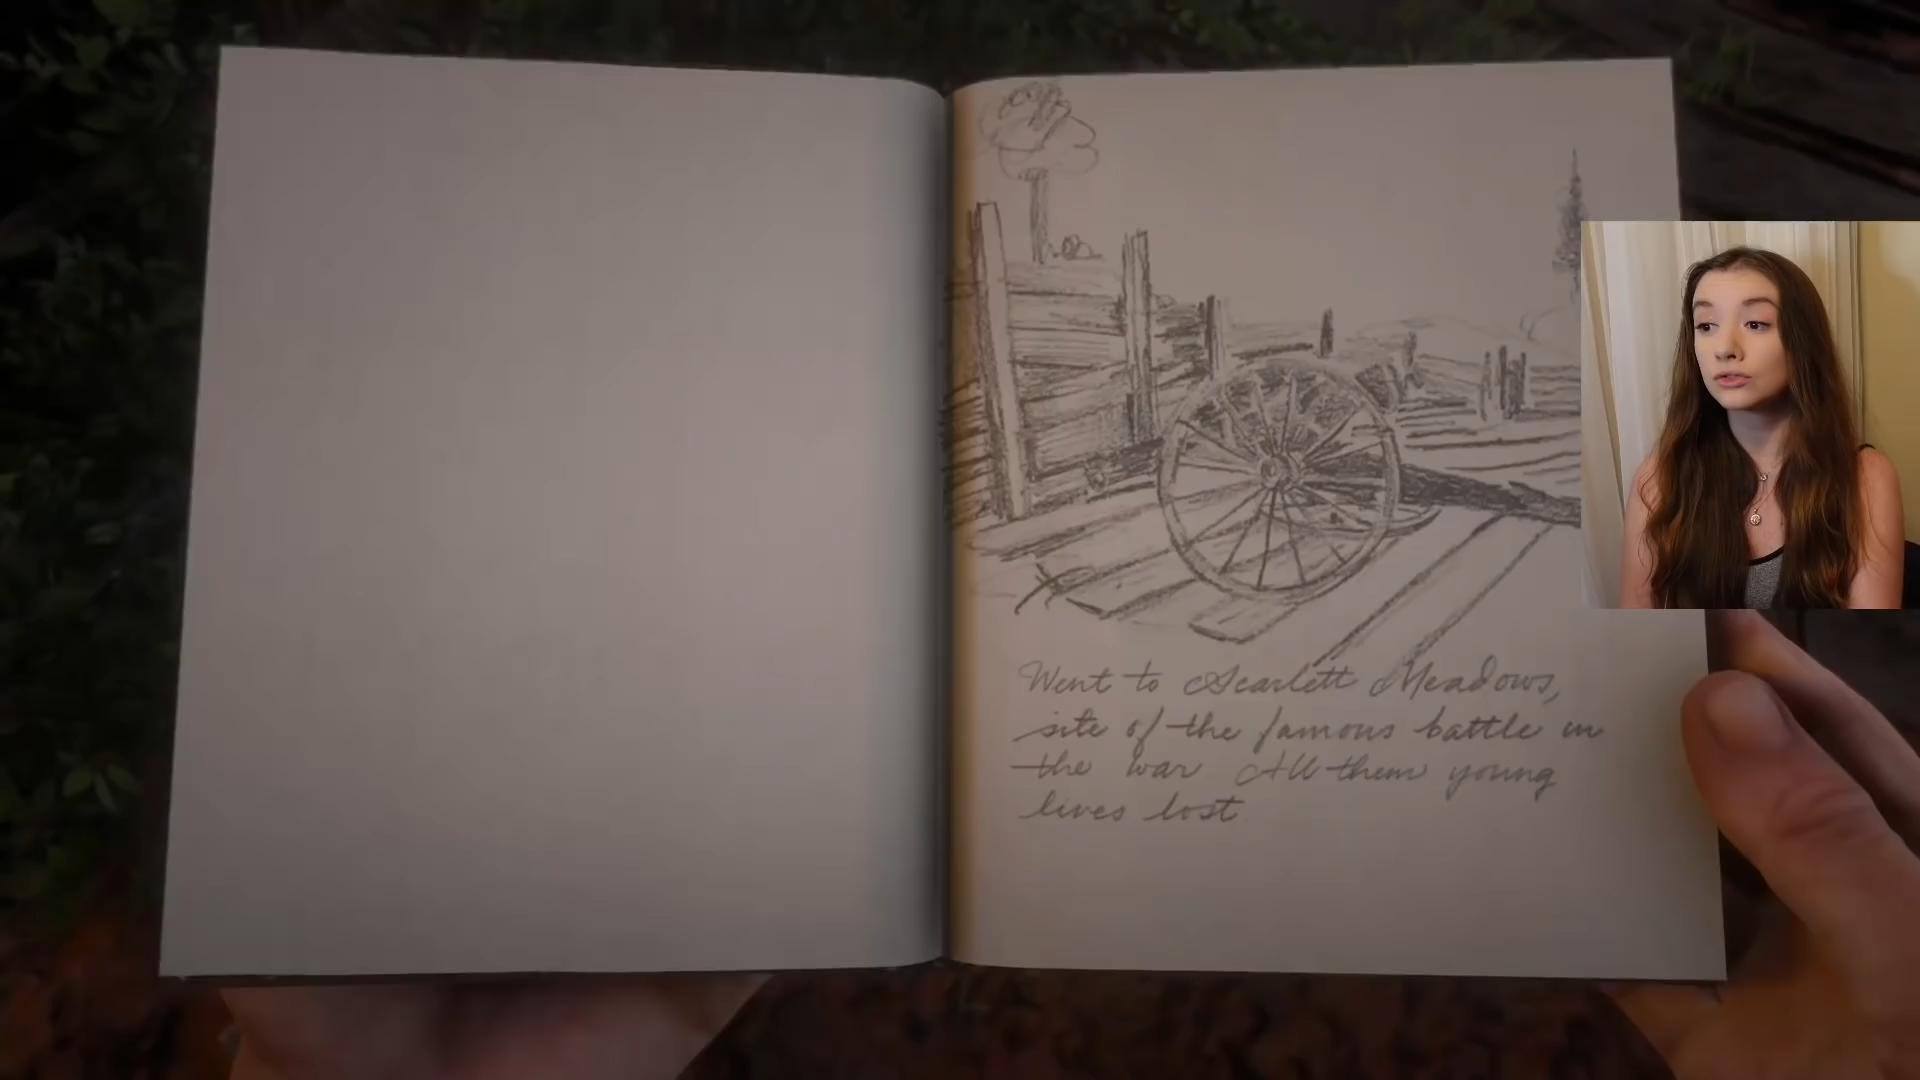 Went to Scarlett Meadows,
site of the famous battle in
the war All them young
lives lost